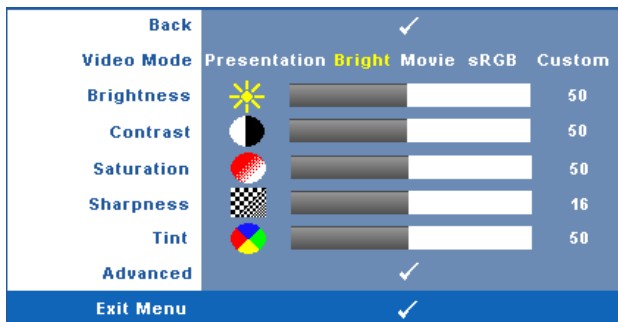 Back
Video Mode Presentation Bright Movie sRGB Custom
Brightness 50
Contrast 50
Saturation 50
Sharpness 16
Tint 50
Advanced
Exit Menu